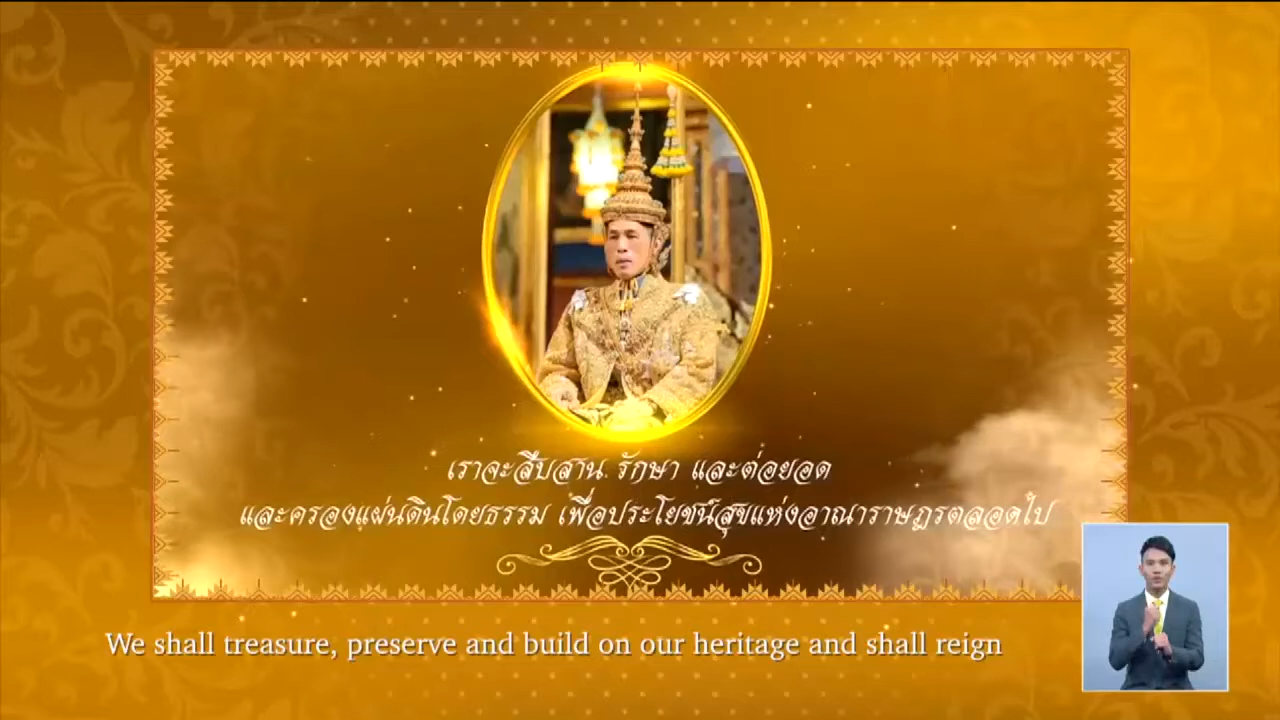 เราจะสืบสาน รักษา และต่อยอด
และครองแผ่นดินโดยธรรม เพื่อประโยชน์สุขแห่งอาณาราษฎรตลอดไป
We shall treasure, preserve and build on our heritage and shall reign